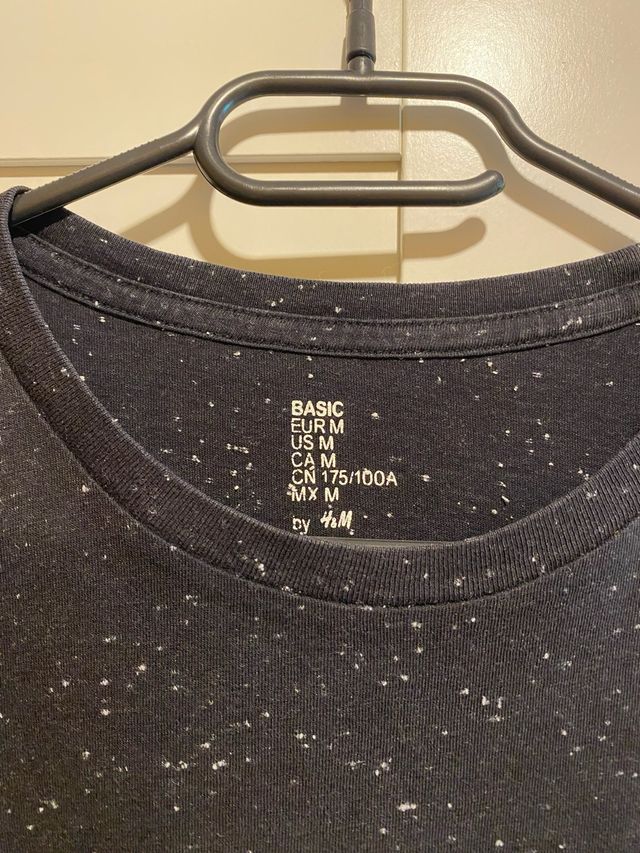 BASIC
EUR M
US M
CA M
CN 175/100A
MX M
by H&M